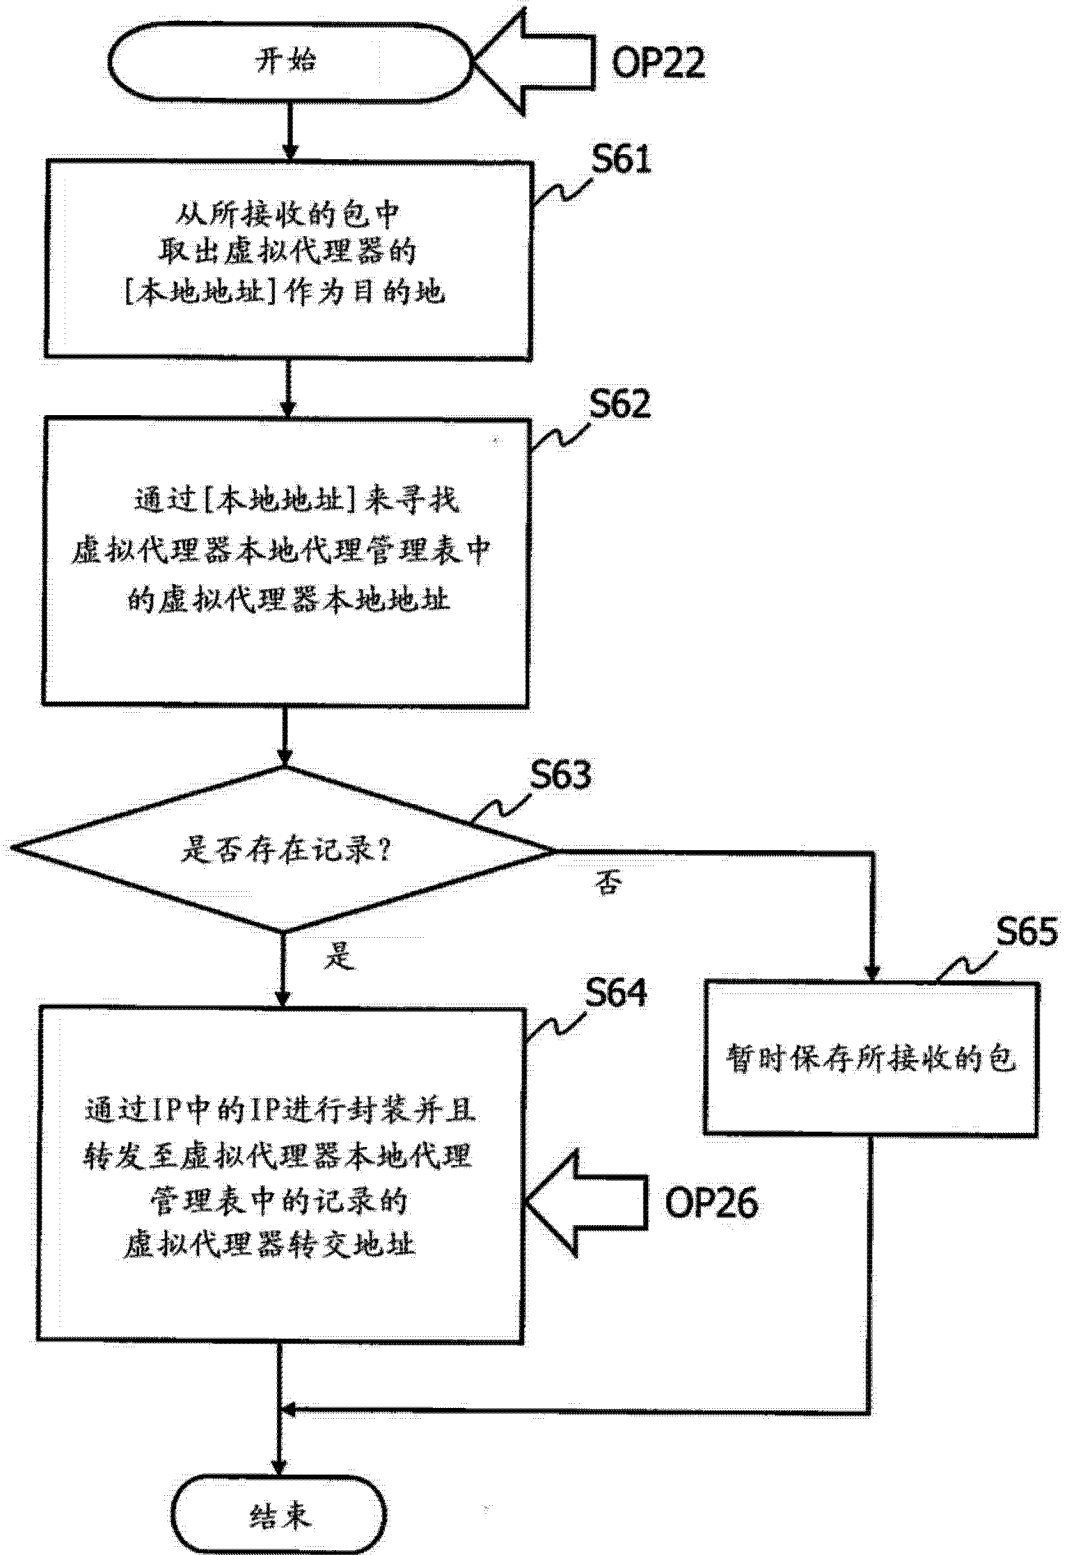 开始
OP22
S61
从所接收的包中
取出虚拟代理器的
[本地地址]作为目的地
S62
通过[本地地址]来寻找
虚拟代理器本地代理管理表中
的虚拟代理器本地地址
S63
是否存在记录?
否
是
S65
暂时保存所接收的包
S64
通过IP中的IP进行封装并且
转发至虚拟代理器本地代理
管理表中的记录的
虚拟代理器转交地址
OP26
结束